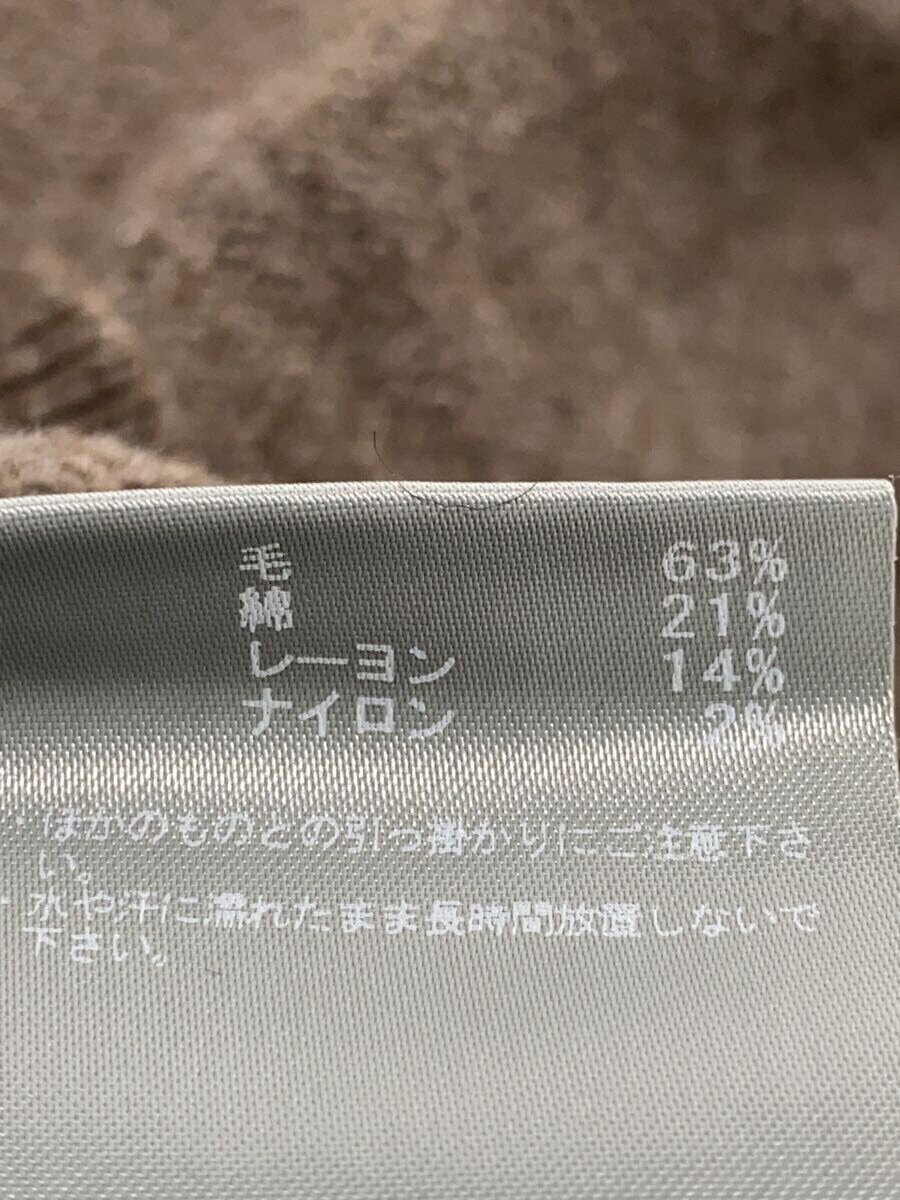 毛 63%
綿 21%
レーヨン 14%
ナイロン 2%
・ほかのものとの引っ掛かりにご注意下さ
い。
・水や汗に濡れたまま長時間放置しないで
下さい。